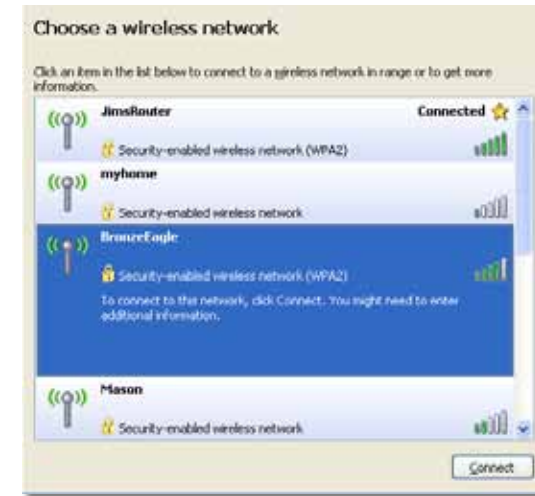 Choose a wireless network
Click an item in the list below to connect to a wireless network in range or to get more
information.
JimsRouter Connected
Security-enabled wireless network (WPA2)
myhome
Security-enabled wireless network
BronzeEagle
Security-enabled wireless network (WPA2)
To connect to this network, click Connect. You might need to enter
additional information.
Mason
Security-enabled wireless network
Connect